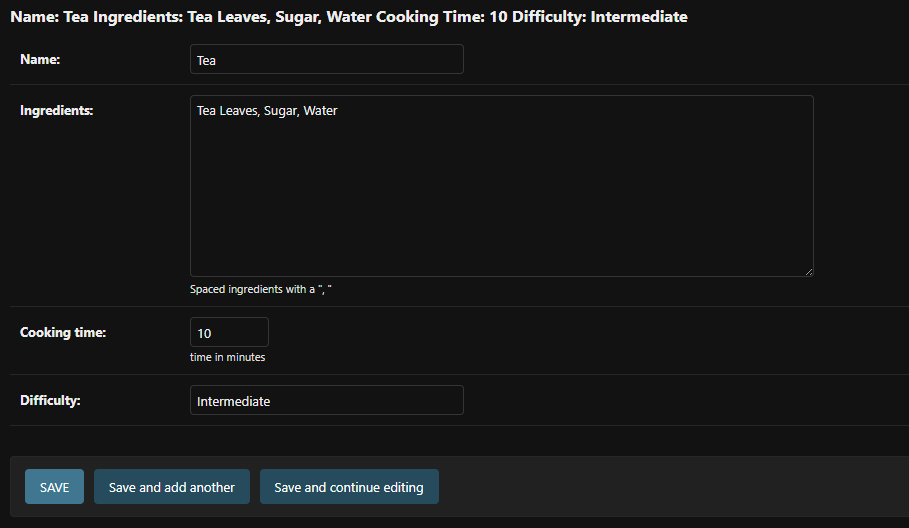 Name: Tea Ingredients: Tea Leaves, Sugar, Water Cooking Time: 10 Difficulty: Intermediate
Name: Tea
Ingredients: Tea Leaves, Sugar, Water
Spaced ingredients with a ", "
Cooking time: 10
time in minutes
Difficulty: Intermediate
SAVE Save and add another Save and continue editing